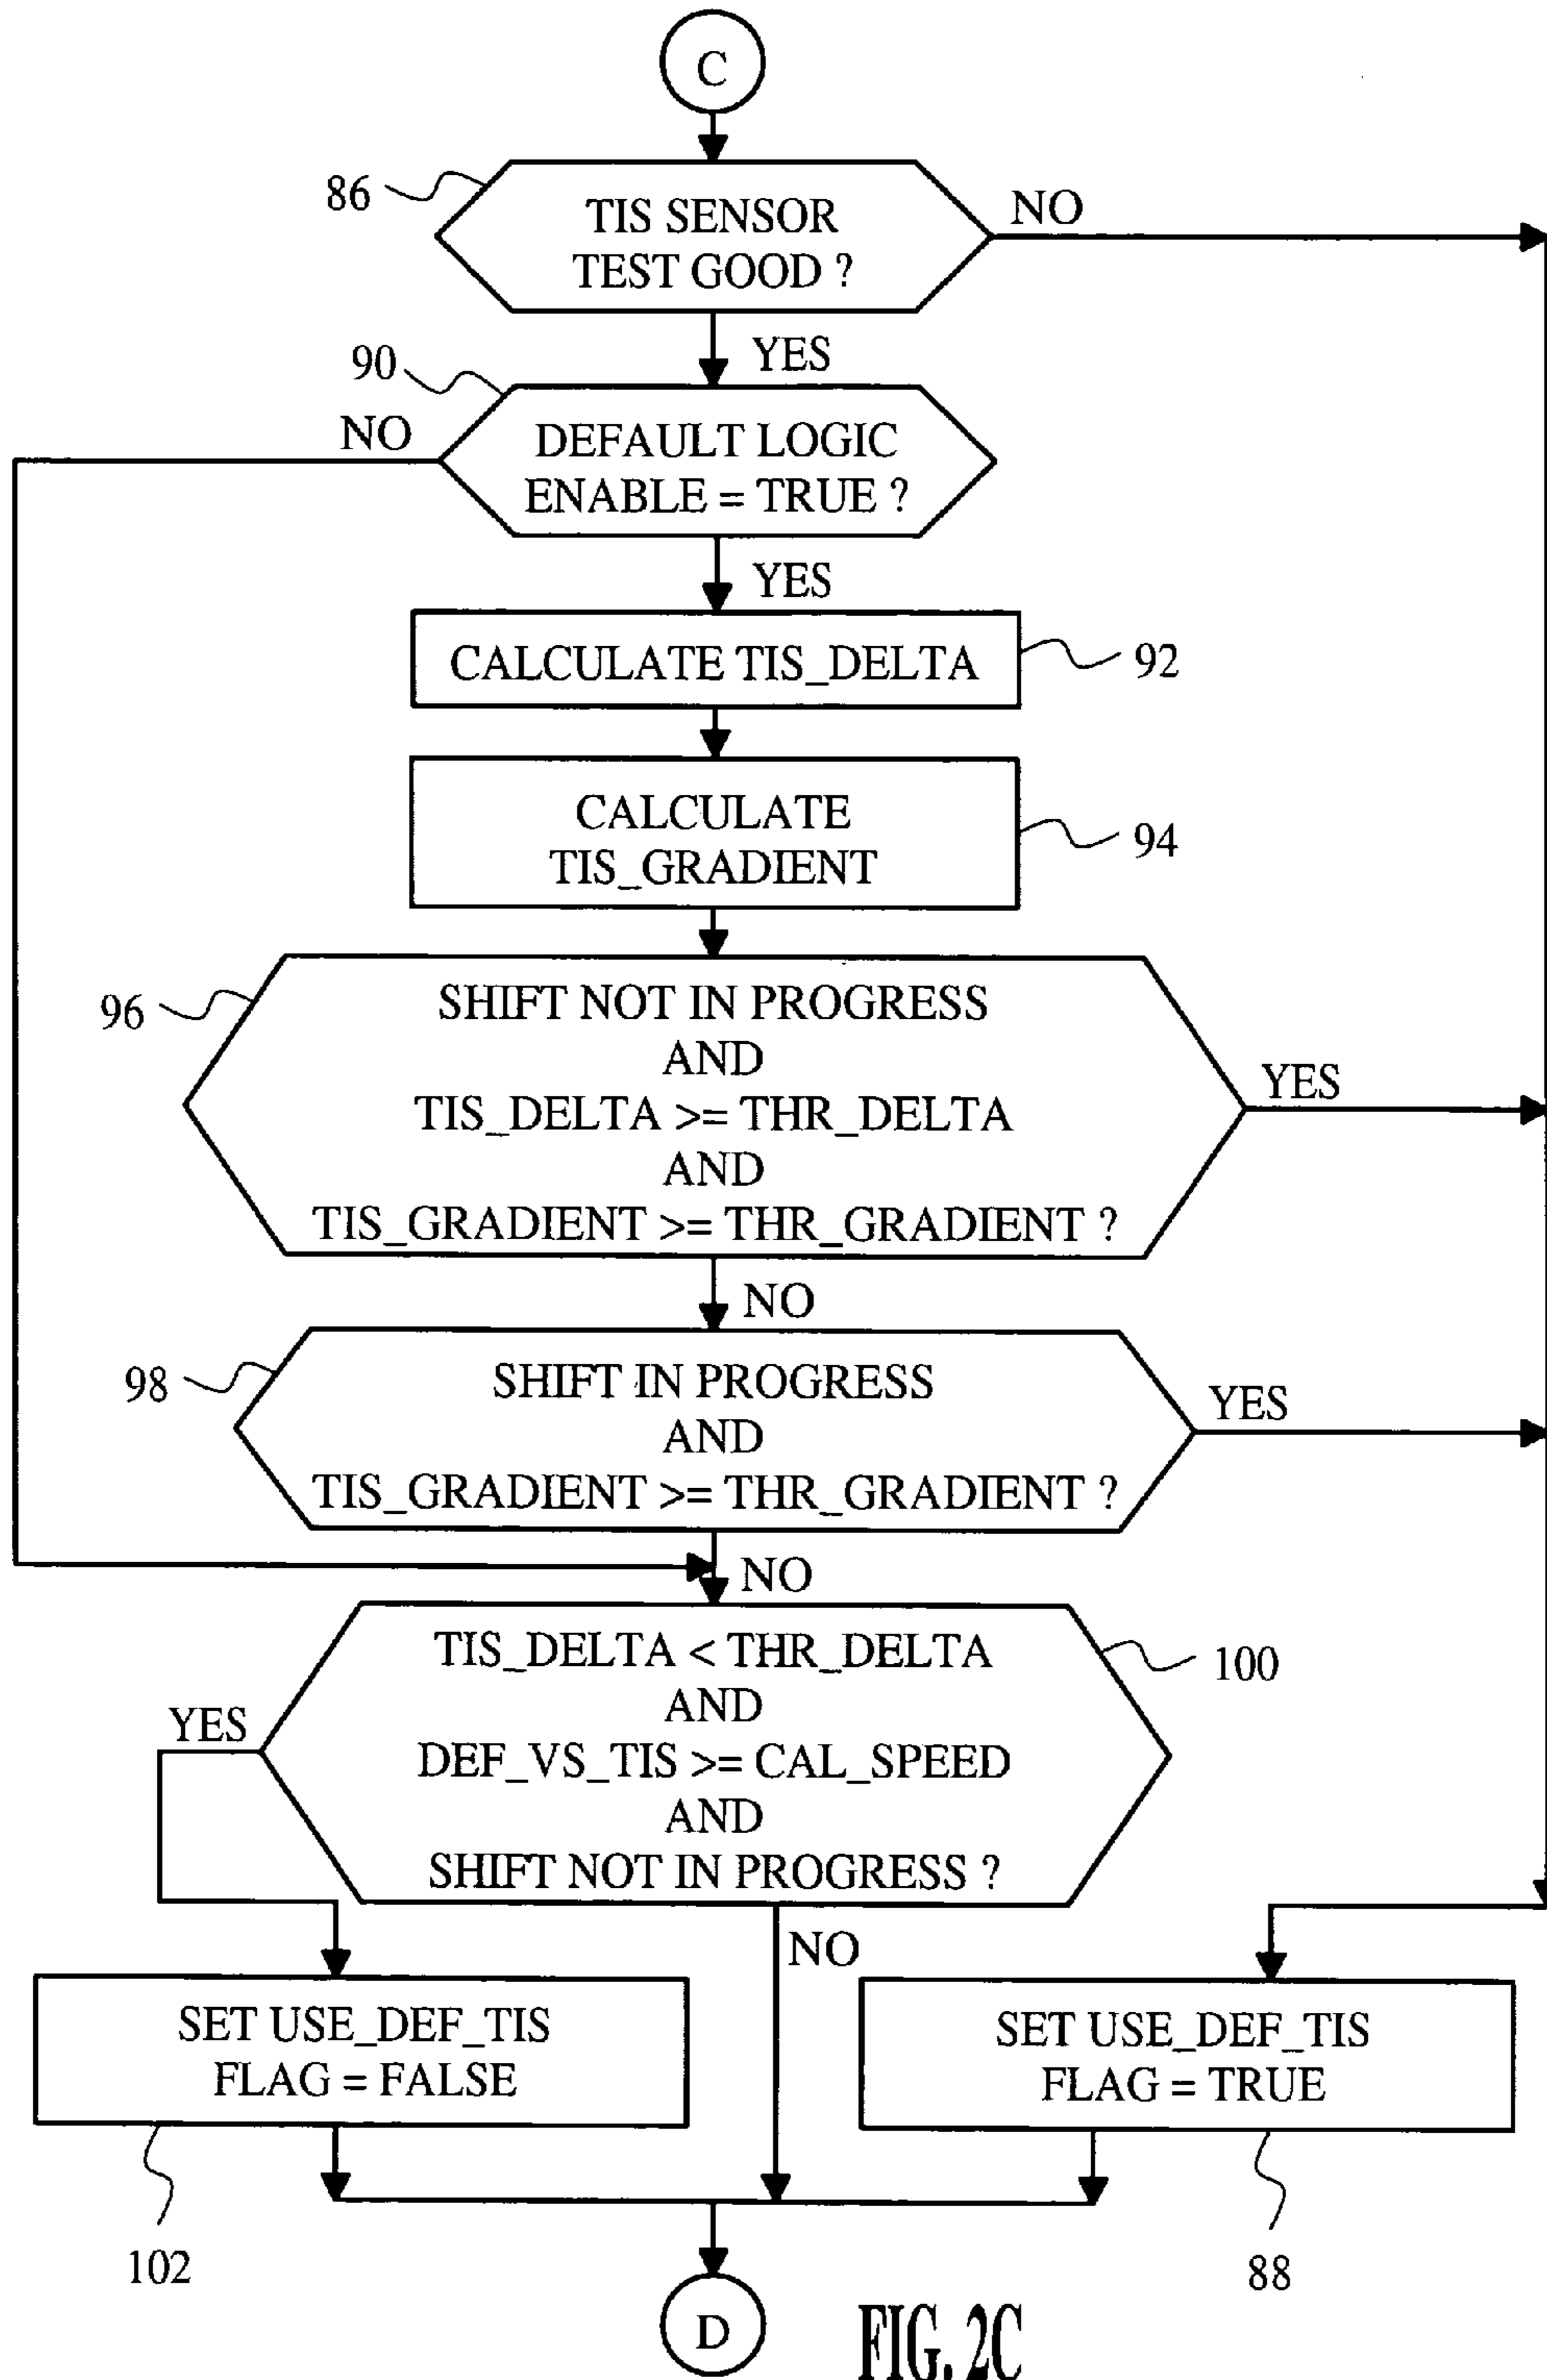 C
86
TIS SENSOR
TEST GOOD ?
NO
YES
90
NO
DEFAULT LOGIC
ENABLE = TRUE ?
YES
CALCULATE TIS_DELTA
92
CALCULATE
TIS_GRADIENT
94
96
SHIFT NOT IN PROGRESS
AND
TIS_DELTA >= THR_DELTA
AND
TIS_GRADIENT >= THR_GRADIENT ?
YES
NO
98
SHIFT IN PROGRESS
AND
TIS_GRADIENT >= THR_GRADIENT ?
YES
NO
TIS_DELTA < THR_DELTA
AND
DEF_VS_TIS >= CAL_SPEED
AND
SHIFT NOT IN PROGRESS ?
100
YES
NO
SET USE_DEF_TIS
FLAG = FALSE
SET USE_DEF_TIS
FLAG = TRUE
102
88
D
FIG. 2C